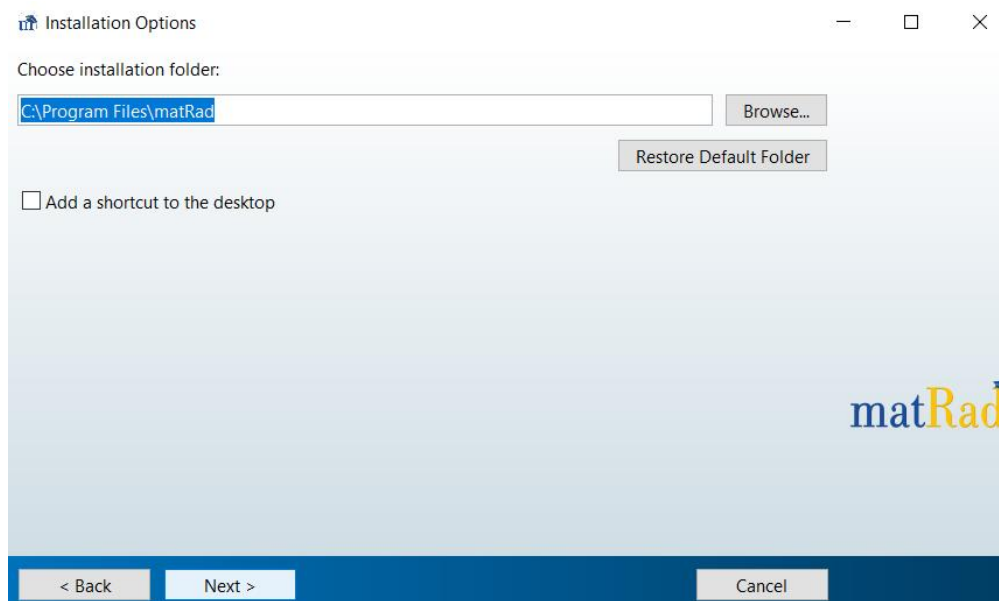 Installation Options
Choose installation folder:
C:\Program Files\matRad
Browse...
Restore Default Folder
Add a shortcut to the desktop
matRad
< Back
Next >
Cancel